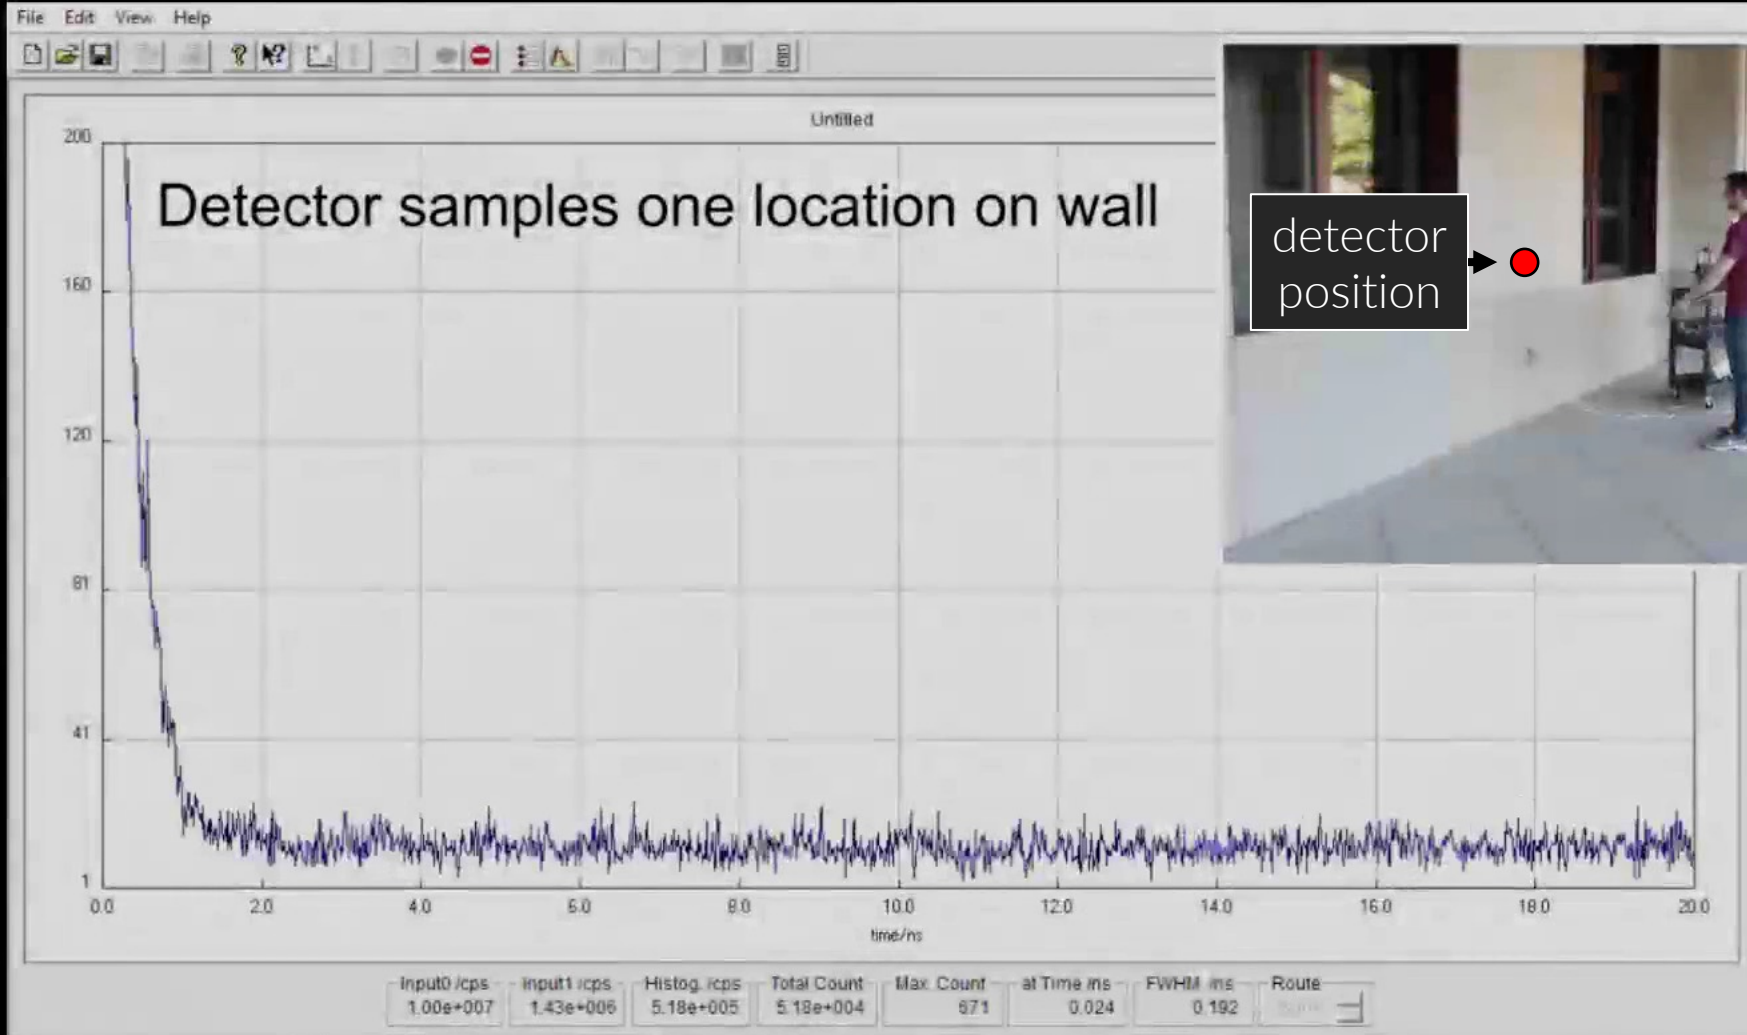 File Edit View Help
Untitled
Detector samples one location on wall
detector
position
200
160
120
81
41
1
0.0 2.0 4.0 6.0 8.0 10.0 12.0 14.0 16.0 18.0 20.0
time/ns
Input0 /cps Input1 /cps Histog. /cps Total Count Max. Count at Time /ns FWHM /ns Route
1.00e+007 1.43e+006 5.18e+005 5.18e+004 671 0.024 0.192